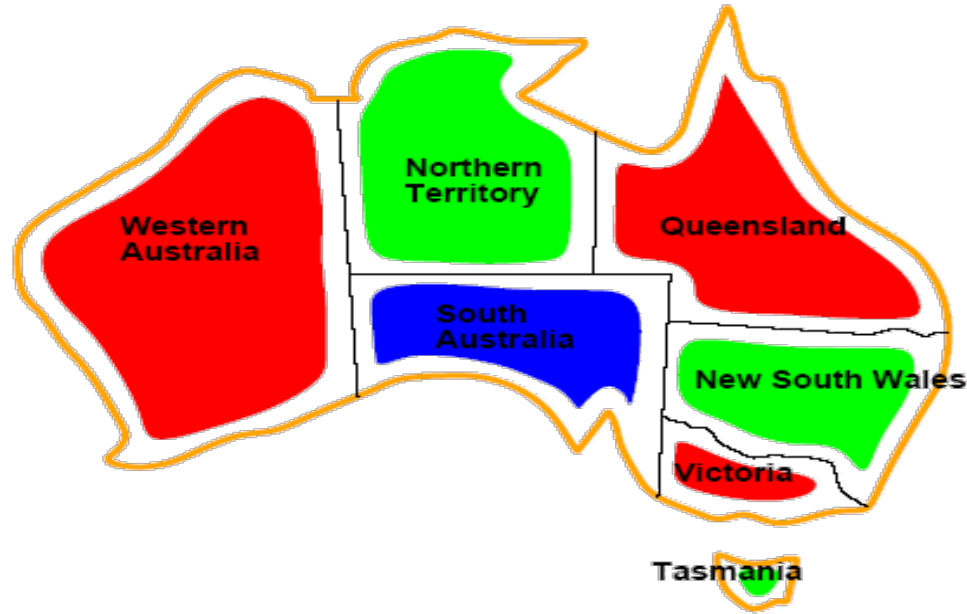 Northern
Territory
Western
Australia
Queensland
South
Australia
New South Wales
Victoria
Tasmania